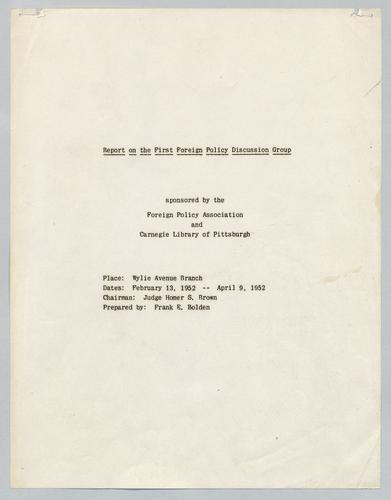 Report on the First Foreign Policy Discussion Group
sponsored by the
Foreign Policy Association
and
Carnegie Library of Pittsburgh
Place: Wylie Avenue Branch
Dates: February 13, 1952 -- April 9, 1952
Chairman: Judge Homer S. Brown
Prepared by: Frank E. Bolden